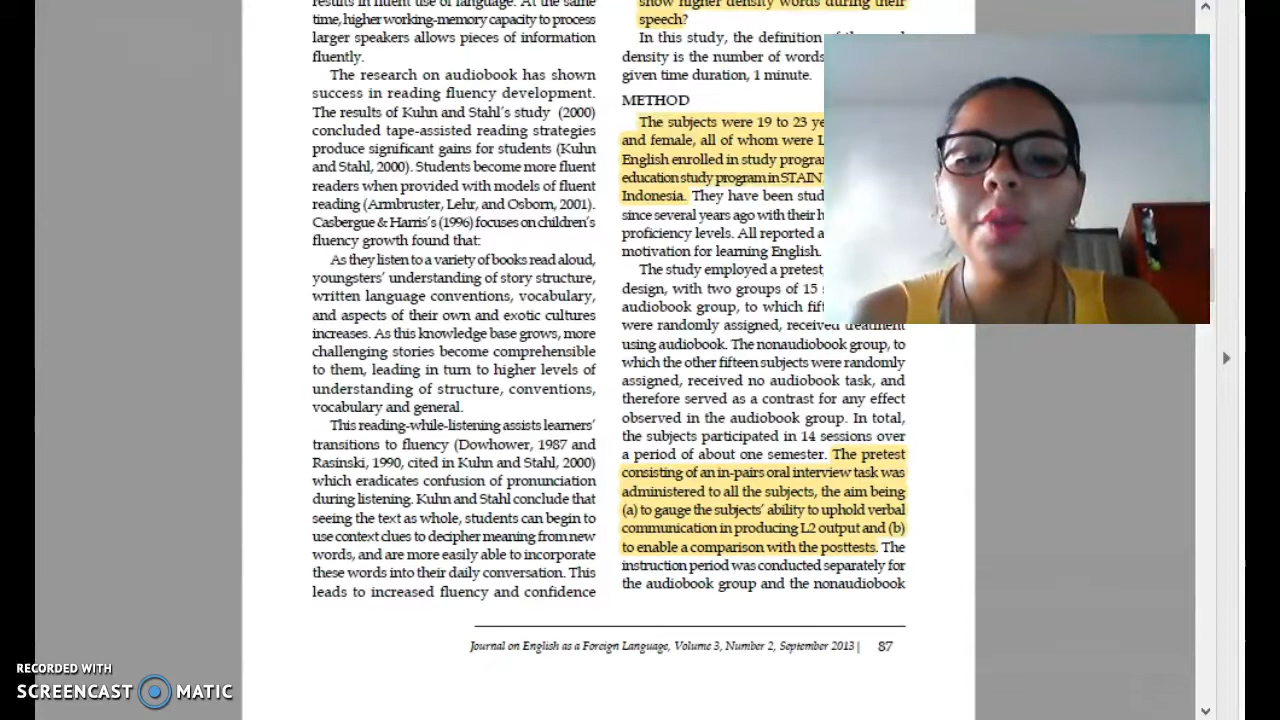 results in fluent use of language. At the same
time, higher working-memory capacity to process
larger speakers allows pieces of information
fluently.
The research on audiobook has shown
success in reading fluency development.
The results of Kuhn and Stahl's study (2000)
concluded tape-assisted reading strategies
produce significant gains for students (Kuhn
and Stahl, 2000). Students become more fluent
readers when provided with models of fluent
reading (Armbruster, Lehr, and Osborn, 2001).
Casbergue & Harris's (1996) focuses on children's
fluency growth found that:
As they listen to a variety of books read aloud,
youngsters' understanding of story structure,
written language conventions, vocabulary,
and aspects of their own and exotic cultures
increases. As this knowledge base grows, more
challenging stories become comprehensible
to them, leading in turn to higher levels of
understanding of structure, conventions,
vocabulary and general.
This reading-while-listening assists learners'
transitions to fluency (Dowhower, 1987 and
Rasinski, 1990, cited in Kuhn and Stahl, 2000)
which eradicates confusion of pronunciation
during listening. Kuhn and Stahl conclude that
seeing the text as whole, students can begin to
use context clues to decipher meaning from new
words, and are more easily able to incorporate
these words into their daily conversation. This
leads to increased fluency and confidence
show higher density words during their
speech?
In this study, the definition
density is the number of words
given time duration, 1 minute.
METHOD
The subjects were 19 to 23 ye
and female, all of whom were L
English enrolled in study program
education study program in STAIN
Indonesia. They have been stud
since several years ago with their h
proficiency levels. All reported a
motivation for learning English.
The study employed a pretest,
design, with two groups of 15
audiobook group, to which fift
were randomly assigned, received treatment
using audiobook. The nonaudiobook group, to
which the other fifteen subjects were randomly
assigned, received no audiobook task, and
therefore served as a contrast for any effect
observed in the audiobook group. In total,
the subjects participated in 14 sessions over
a period of about one semester. The pretest
consisting of an in-pairs oral interview task was
administered to all the subjects, the aim being
(a) to gauge the subjects' ability to uphold verbal
communication in producing L2 output and (b)
to enable a comparison with the posttests. The
instruction period was conducted separately for
the audiobook group and the nonaudiobook
Journal on English as a Foreign Language, Volume 3, Number 2, September 2013 | 87
RECORDED WITH
SCREENCAST MATIC